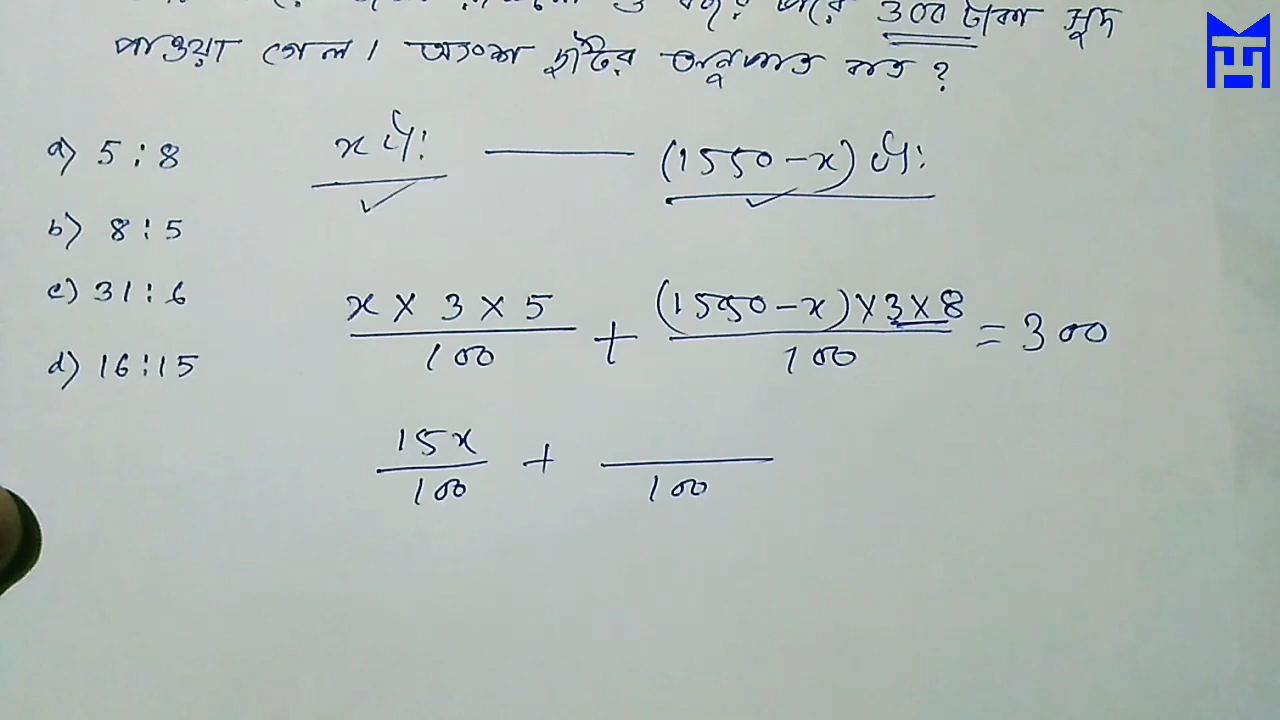 300 টাকা সুদ
পাওয়া গেল। অংশ দুটির অনুপাত কত?
a) 5 : 8
x টা: (1550 - x) টা:
b) 8 : 5
c) 31 : 6
x × 3 × 5 / 100 + (1550 - x) × 3 × 8 / 100 = 300
d) 16 : 15
15x / 100 + / 100